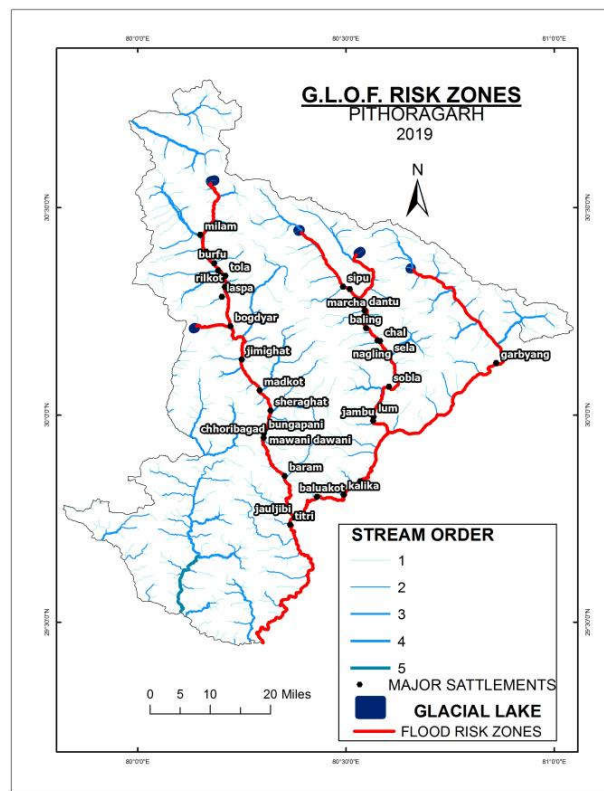 80°0'0"E 80°30'0"E 81°0'0"E
G.L.O.F. RISK ZONES
PITHORAGARH
2019
N
30°30'0"N
30°30'0"N
milam
burfu
tola
rilkot
laspa
sipu
marcha dantu
baling
bogdyar
chal
sela
nagling
jimighat
garbyang
madkot
sobla
sheraghat
30°0'0"N
30°0'0"N
jambu
lum
bungapani
chhoribagad
mawani dawani
baram
baluakot
kalika
jauljibi
titri
STREAM ORDER
1
2
3
4
5
MAJOR SATTLEMENTS
GLACIAL LAKE
FLOOD RISK ZONES
29°30'0"N
29°30'0"N
0 5 10 20 Miles
80°0'0"E 80°30'0"E 81°0'0"E